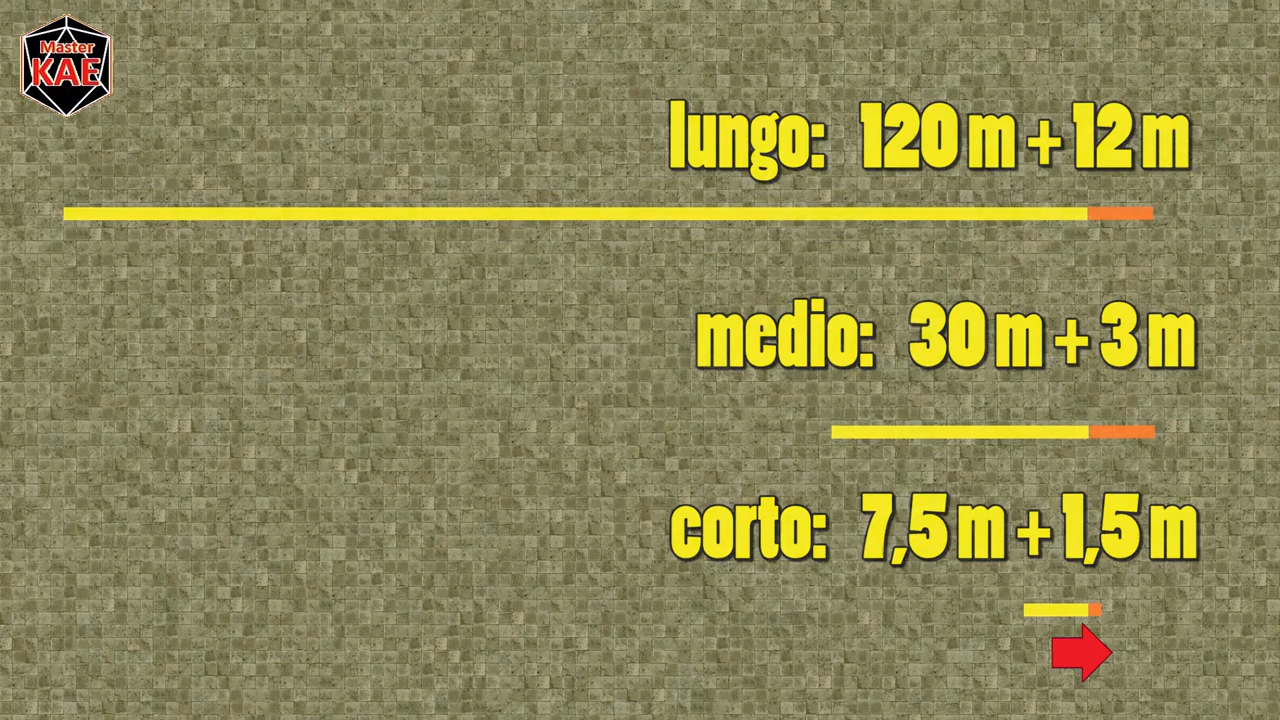 Master
KAE
lungo: 120 m + 12 m
medio: 30 m + 3 m
corto: 7,5 m + 1,5 m